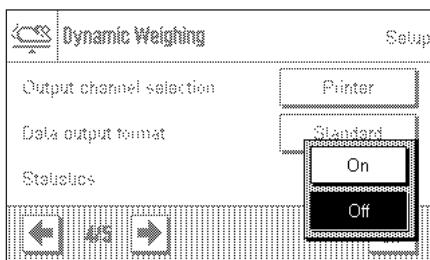 Dynamic Weighing Setup
Output channel selection Printer
Data output format Standard
Statistics
On
Off
4/5